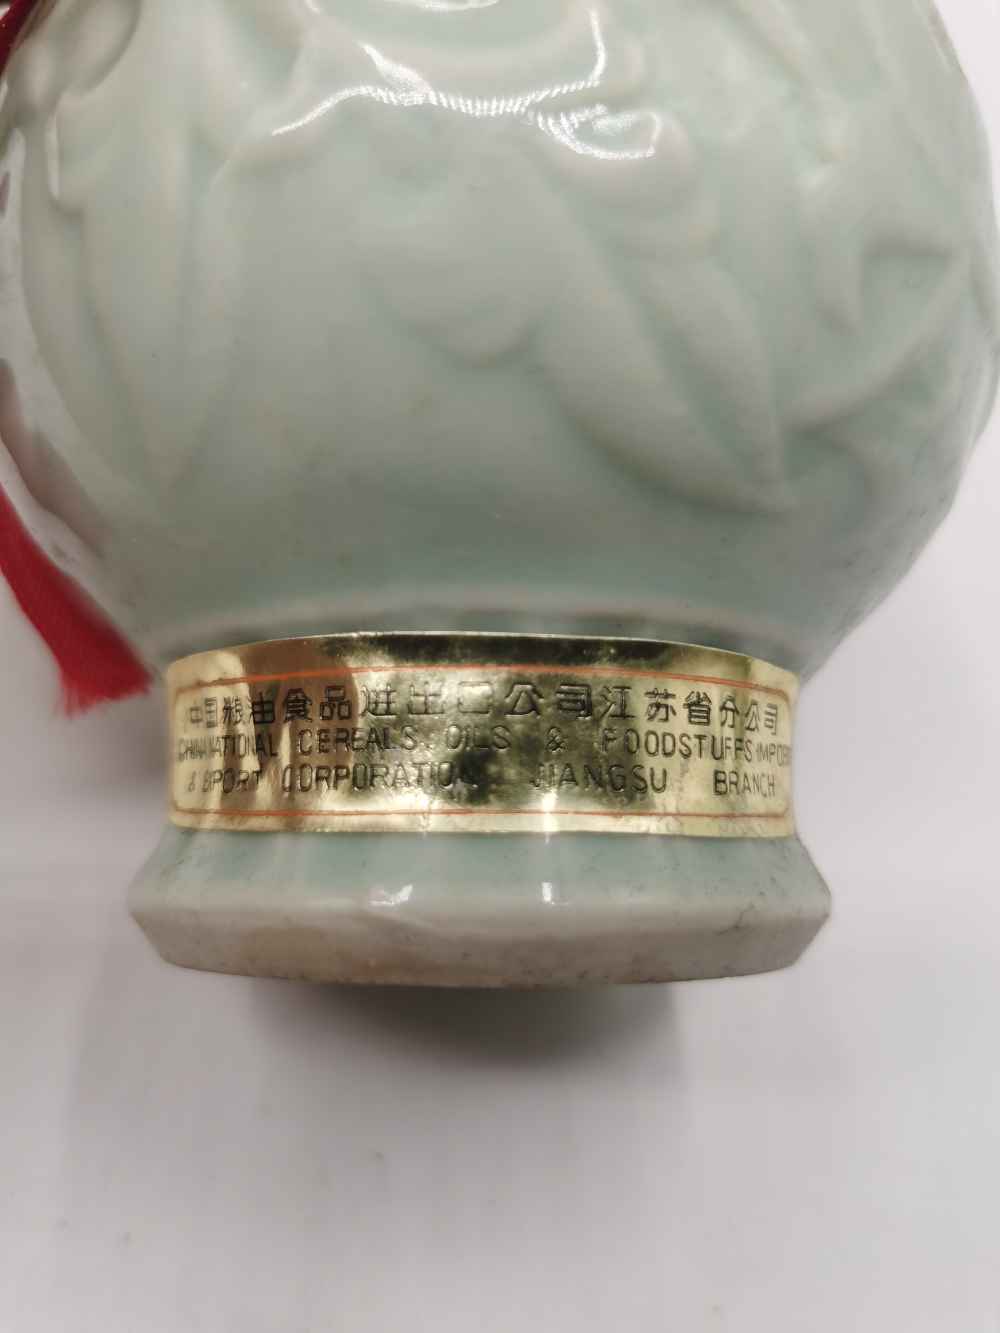 中国粮油食品进出口公司江苏省分公司
CHINA NATIONAL CEREALS, OILS & FOODSTUFFS IMPORT
& EXPORT CORPORATION JIANGSU BRANCH